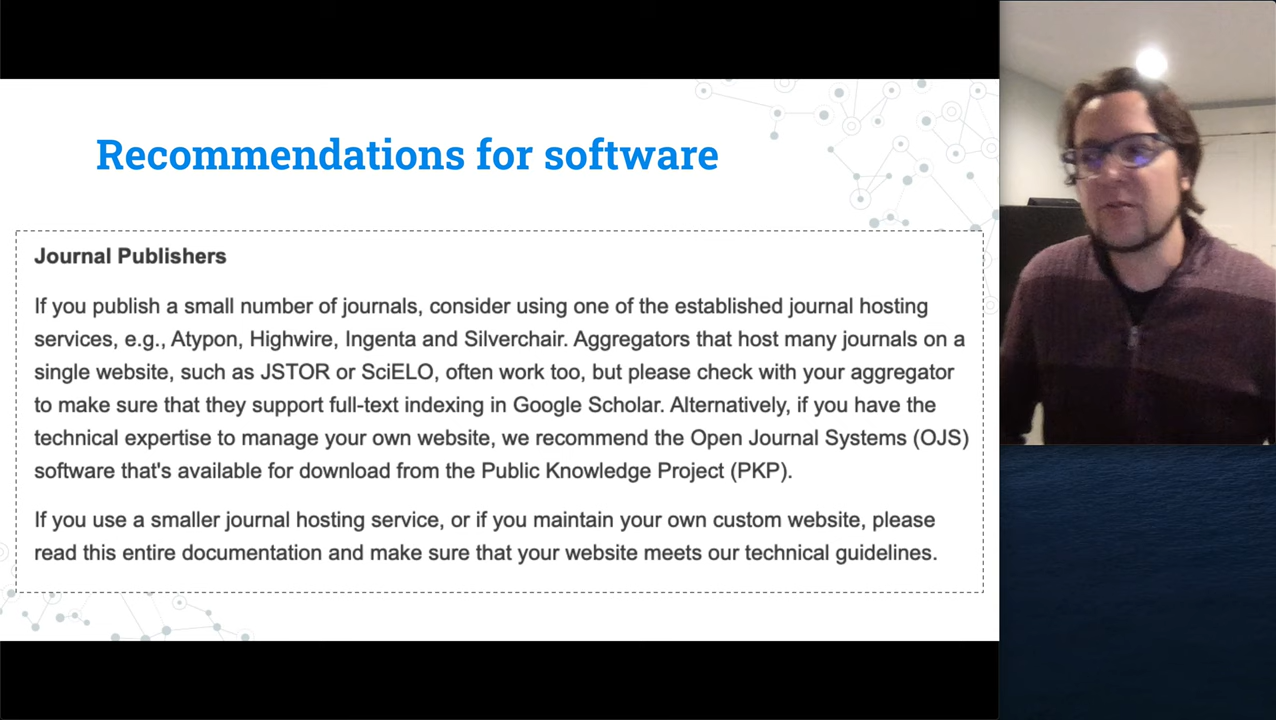 Recommendations for software
Journal Publishers
If you publish a small number of journals, consider using one of the established journal hosting
services, e.g., Atypon, Highwire, Ingenta and Silverchair. Aggregators that host many journals on a
single website, such as JSTOR or SciELO, often work too, but please check with your aggregator
to make sure that they support full-text indexing in Google Scholar. Alternatively, if you have the
technical expertise to manage your own website, we recommend the Open Journal Systems (OJS)
software that's available for download from the Public Knowledge Project (PKP).
If you use a smaller journal hosting service, or if you maintain your own custom website, please
read this entire documentation and make sure that your website meets our technical guidelines.